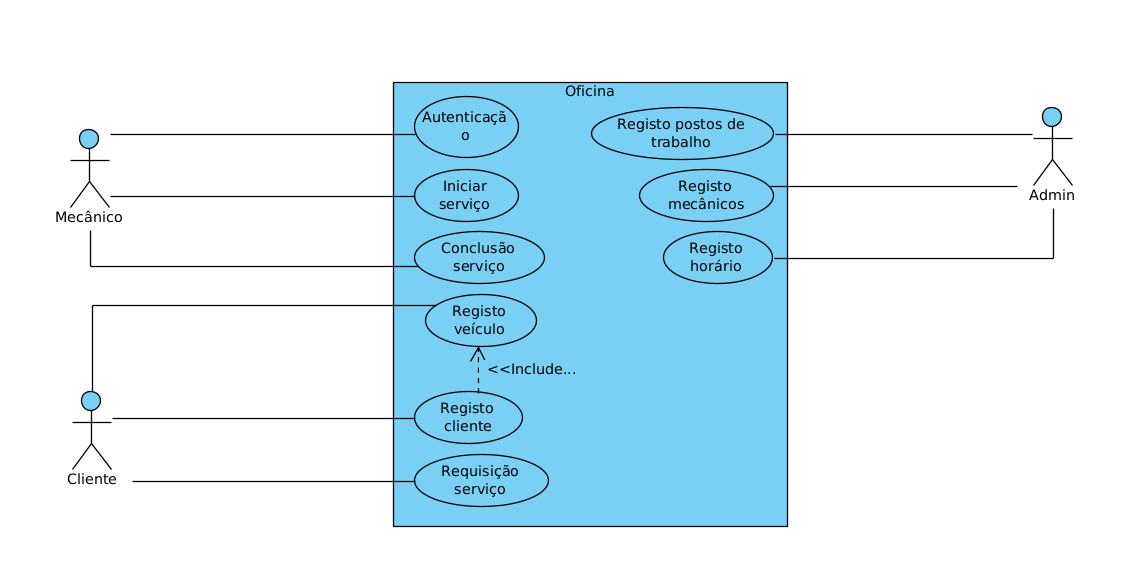 Oficina
Autenticaçã
o
Registo postos de
trabalho
Iniciar
serviço
Registo
mecânicos
Admin
Mecânico
Conclusão
serviço
Registo
horário
Registo
veículo
<<Include...
Registo
cliente
Requisição
serviço
Cliente